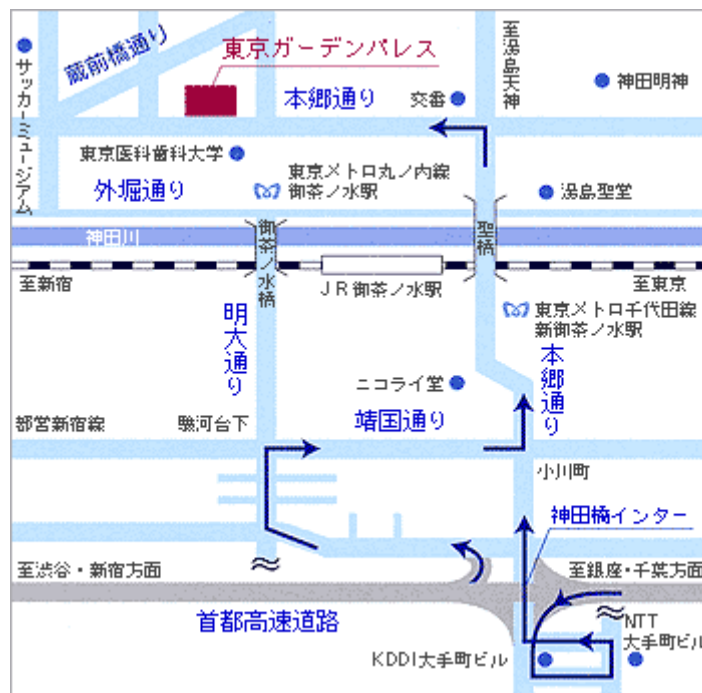 東京ガーデンパレス
至湯島天神
サッカーミュージアム
蔵前橋通り
神田明神
本郷通り
交番
東京医科歯科大学
東京メトロ丸ノ内線
御茶ノ水駅
外堀通り
湯島聖堂
神田川
御茶ノ水橋
聖橋
至新宿
JR御茶ノ水駅
至東京
東京メトロ千代田線
新御茶ノ水駅
明大通り
本郷通り
ニコライ堂
都営新宿線
駿河台下
靖国通り
小川町
神田橋インター
至渋谷・新宿方面
至銀座・千葉方面
首都高速道路
NTT
大手町ビル
KDDI大手町ビル